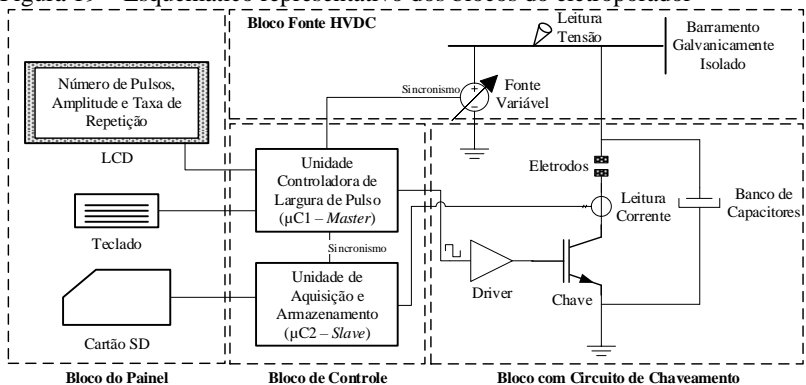 Figura 19 – Esquemático representativo dos blocos do eletroporador
Bloco Fonte HVDC
Leitura
Tensão
Barramento
Galvanicamente
Isolado
Sincronismo
+
−
Fonte
Variável
Número de Pulsos,
Amplitude e Taxa de
Repetição
LCD
Teclado
Cartão SD
Unidade
Controladora de
Largura de Pulso
(µC1 – Master)
Sincronismo
Unidade de
Aquisição e
Armazenamento
(µC2 – Slave)
Eletrodos
Leitura
Corrente
Banco de
Capacitores
Driver
Chave
Bloco do Painel
Bloco de Controle
Bloco com Circuito de Chaveamento